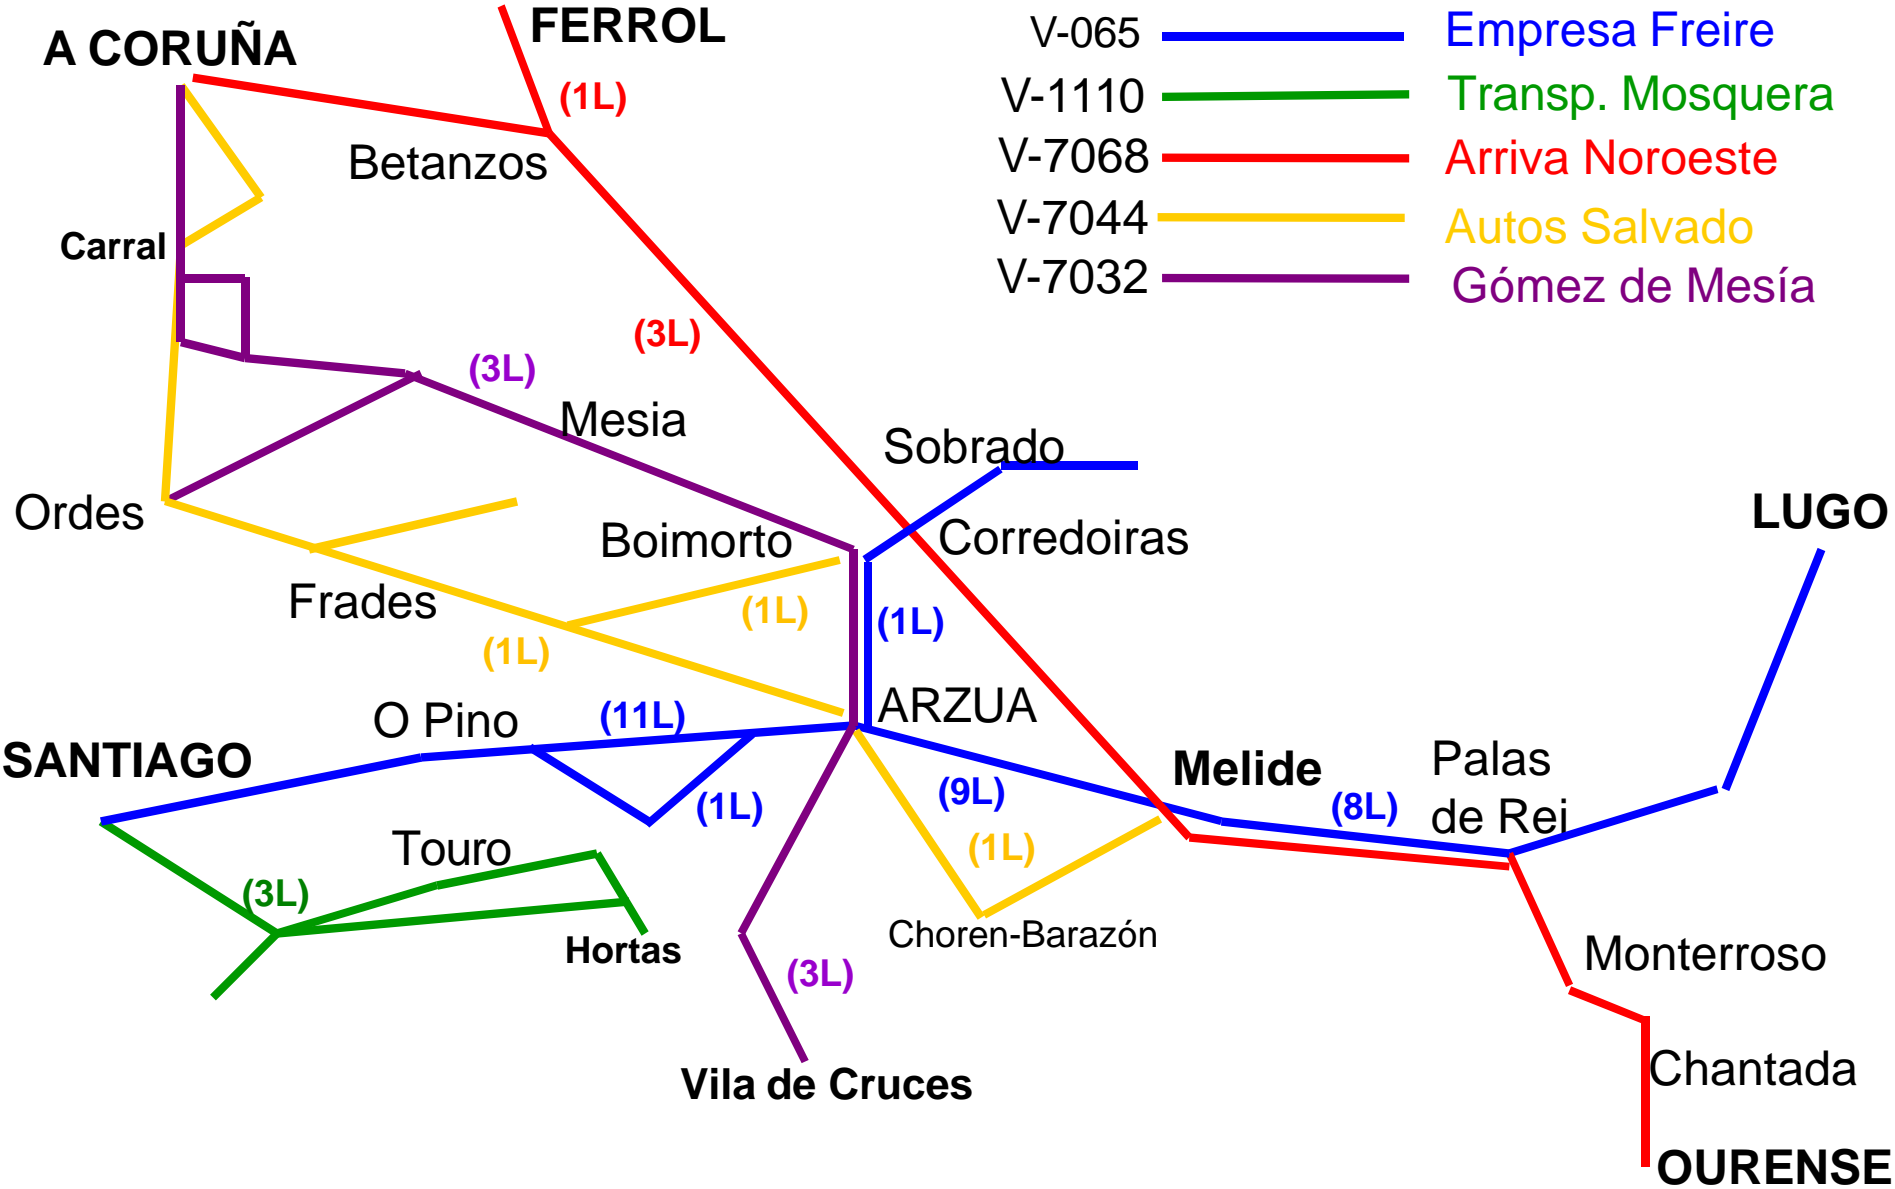 A CORUÑA
FERROL
V-065
Empresa Freire
V-1110
Transp. Mosquera
V-7068
Arriva Noroeste
V-7044
Autos Salvado
V-7032
Gómez de Mesía
(1L)
Betanzos
Carral
(3L)
(3L)
Mesia
Sobrado
Ordes
Boimorto
Corredoiras
LUGO
Frades
(1L)
(1L)
(1L)
O Pino
(11L)
ARZUA
SANTIAGO
Melide
Palas
de Rei
(1L)
(9L)
(8L)
Touro
(1L)
(3L)
Hortas
Choren-Barazón
(3L)
Monterroso
Vila de Cruces
Chantada
OURENSE